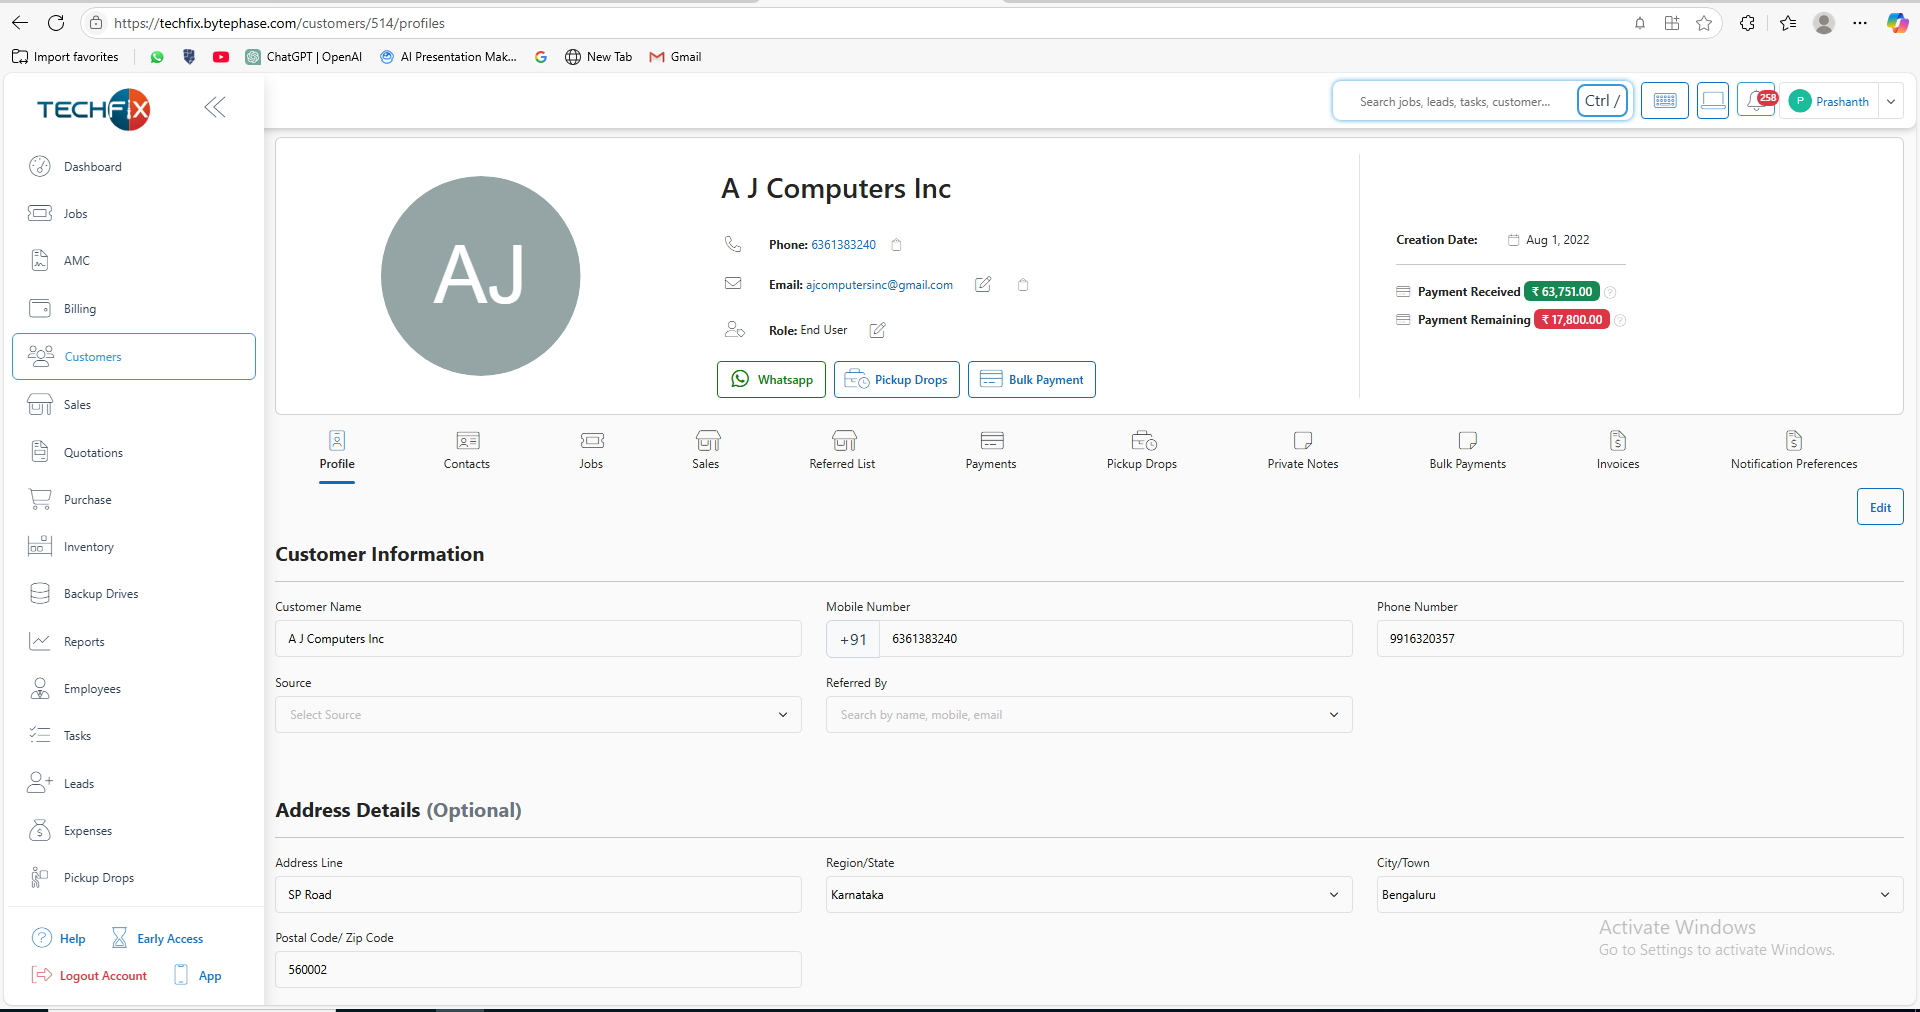 https://techfix.bytephase.com/customers/514/profiles
Import favorites
ChatGPT | OpenAI
AI Presentation Mak...
New Tab
Gmail
TECHFIX
Search jobs, leads, tasks, customer...
Ctrl /
258
P
Prashanth
Dashboard
Jobs
AMC
Billing
Customers
Sales
Quotations
Purchase
Inventory
Backup Drives
Reports
Employees
Tasks
Leads
Expenses
Pickup Drops
Help
Early Access
Logout Account
App
AJ
A J Computers Inc
Phone: 6361383240
Email: ajcomputersinc@gmail.com
Role: End User
Whatsapp
Pickup Drops
Bulk Payment
Creation Date:
Aug 1, 2022
Payment Received ₹ 63,751.00
Payment Remaining ₹ 17,800.00
Profile
Contacts
Jobs
Sales
Referred List
Payments
Pickup Drops
Private Notes
Bulk Payments
Invoices
Notification Preferences
Edit
Customer Information
Customer Name
Mobile Number
Phone Number
A J Computers Inc
+91
6361383240
9916320357
Source
Referred By
Select Source
Search by name, mobile, email
Address Details (Optional)
Address Line
Region/State
City/Town
SP Road
Karnataka
Bengaluru
Postal Code/ Zip Code
560002
Activate Windows
Go to Settings to activate Windows.